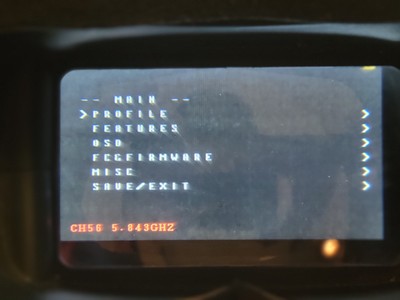 -- MAIN --
>PROFILE >
FEATURES >
OSD >
FC&FIRMWARE >
MISC >
SAVE/EXIT >
CH56 5.843GHZ